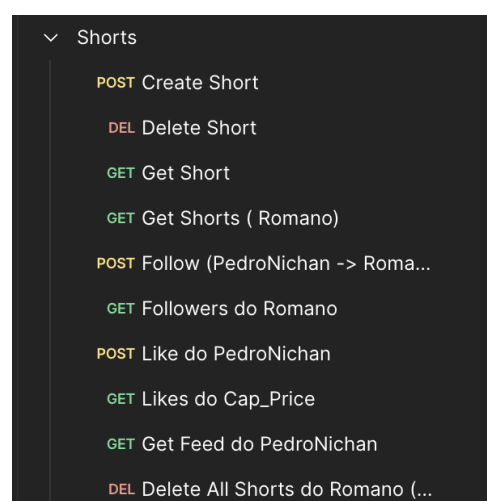 Shorts
POST Create Short
DEL Delete Short
GET Get Short
GET Get Shorts ( Romano)
POST Follow (PedroNichan -> Roma...
GET Followers do Romano
POST Like do PedroNichan
GET Likes do Cap_Price
GET Get Feed do PedroNichan
DEL Delete All Shorts do Romano (...